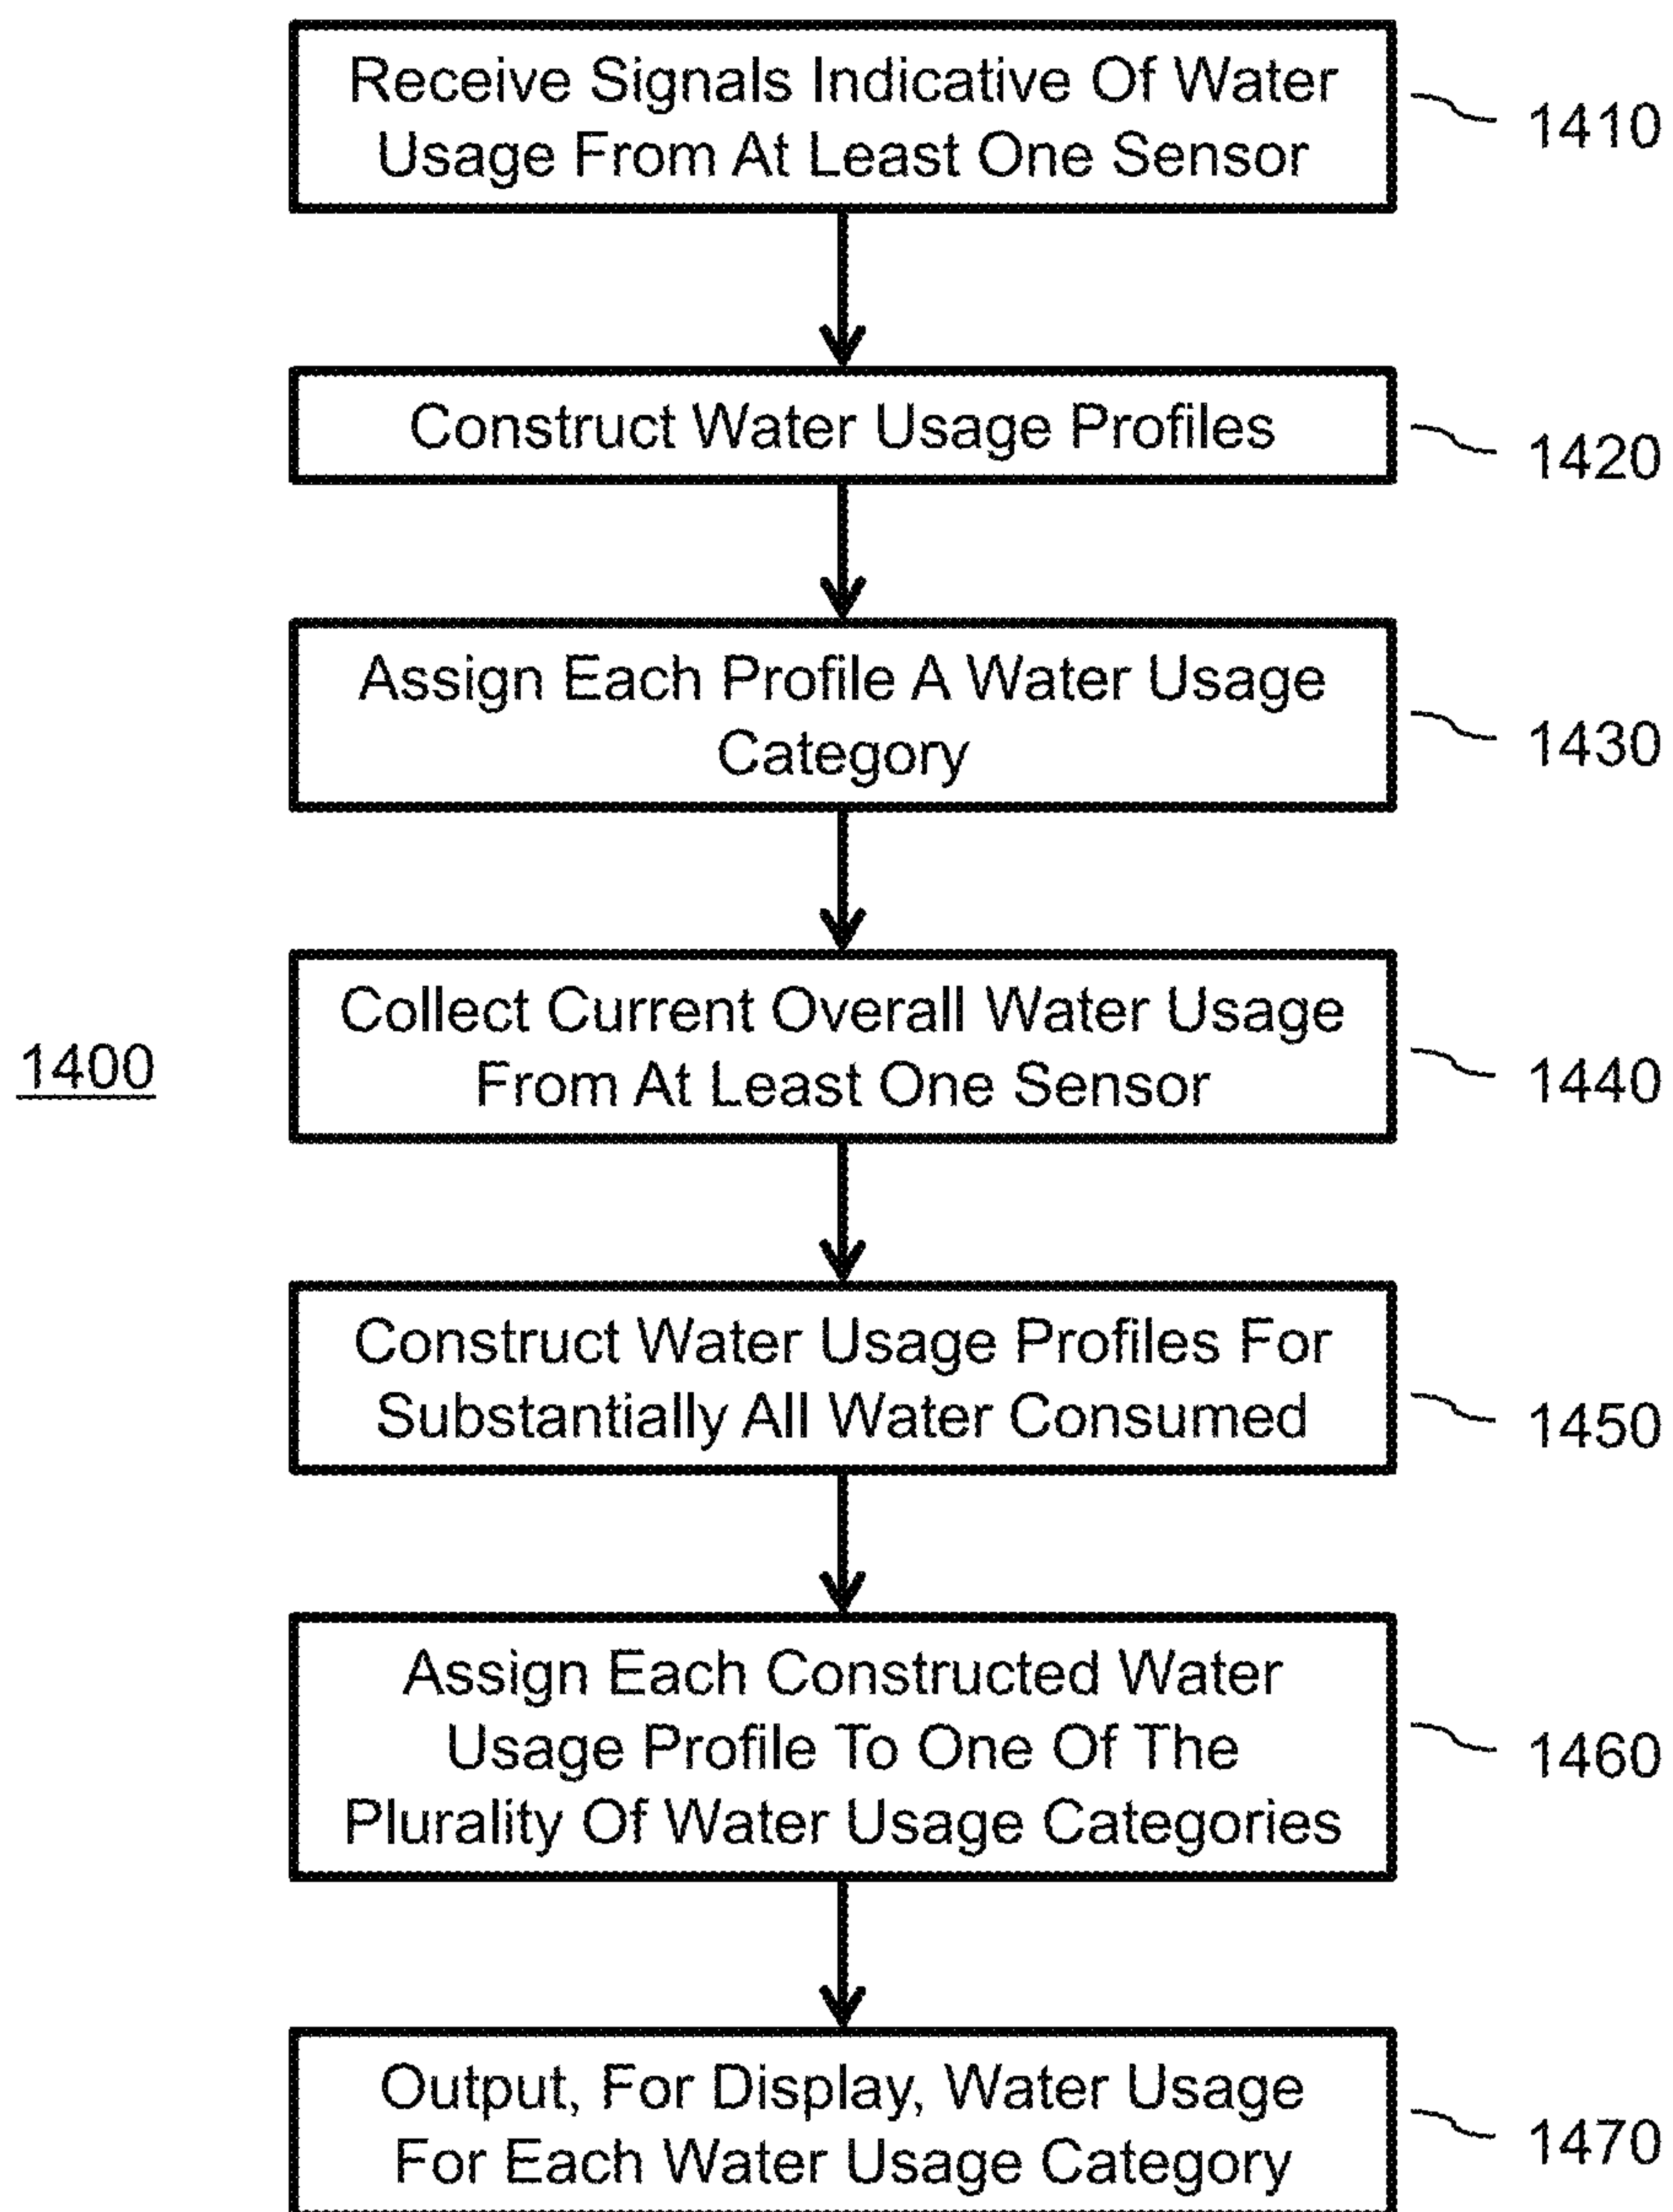 Receive Signals Indicative Of Water
Usage From At Least One Sensor
1410
Construct Water Usage Profiles
1420
Assign Each Profile A Water Usage
Category
1430
Collect Current Overall Water Usage
From At Least One Sensor
1440
1400
Construct Water Usage Profiles For
Substantially All Water Consumed
1450
Assign Each Constructed Water
Usage Profile To One Of The
Plurality Of Water Usage Categories
1460
Output, For Display, Water Usage
For Each Water Usage Category
1470